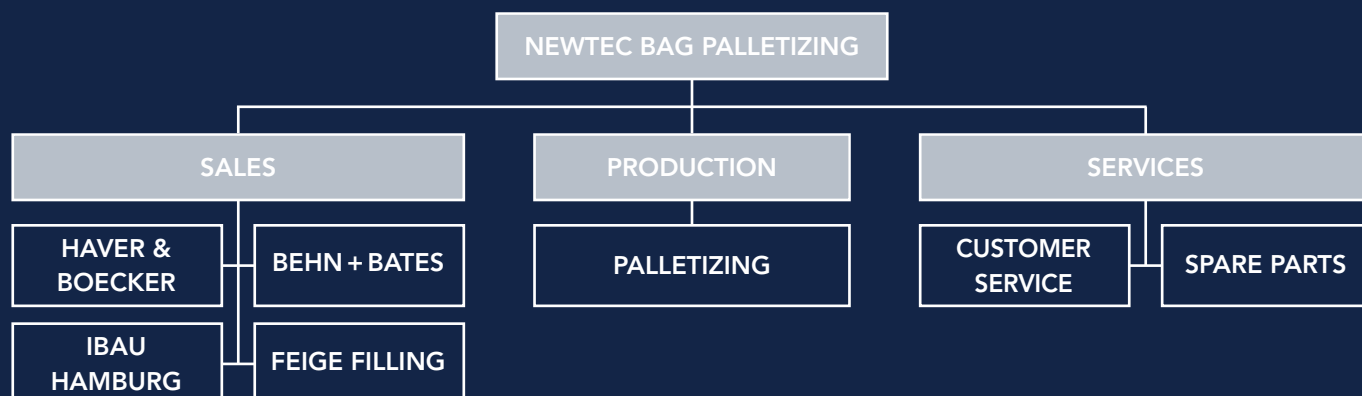 NEWTEC BAG PALLETIZING
SALES
PRODUCTION
SERVICES
HAVER &
BOECKER
BEHN + BATES
PALLETIZING
CUSTOMER
SERVICE
SPARE PARTS
IBAU
HAMBURG
FEIGE FILLING